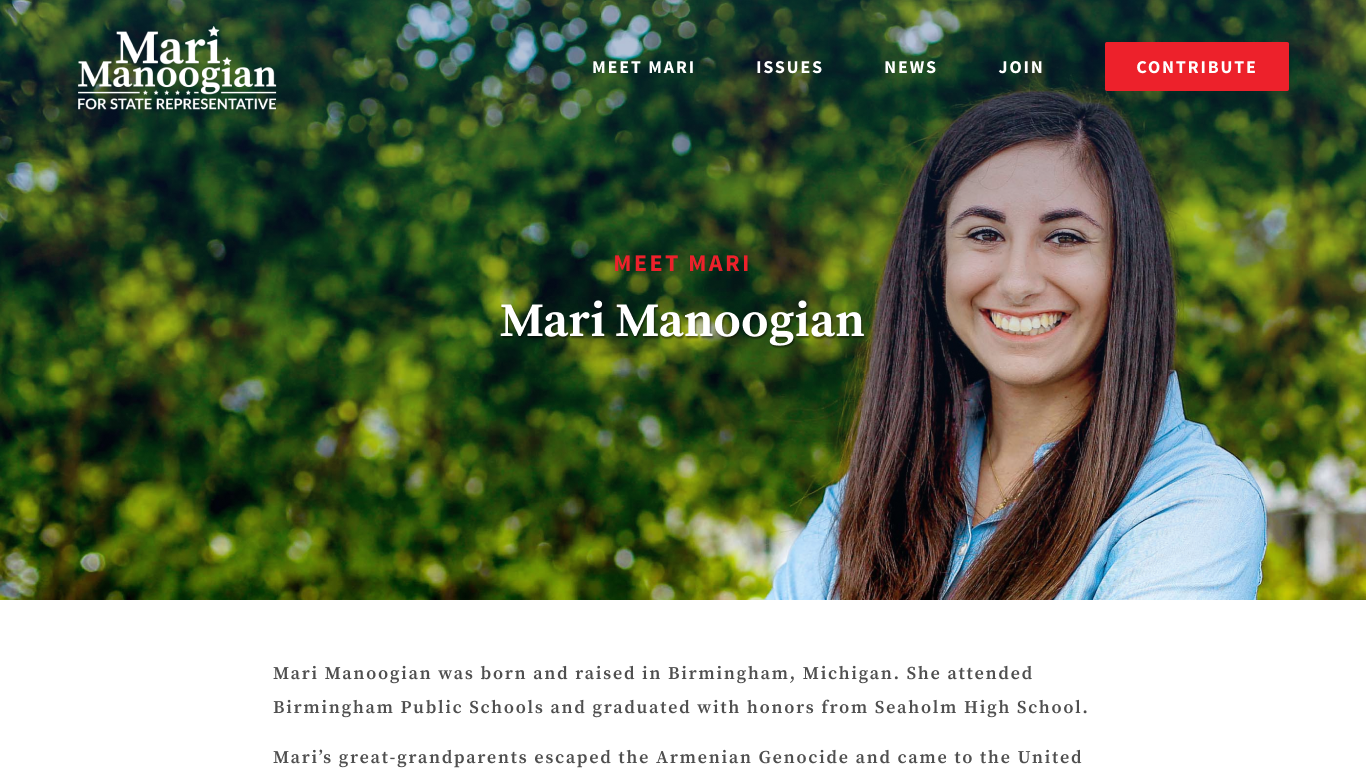 Mari
Manoogian
FOR STATE REPRESENTATIVE
MEET MARI
ISSUES
NEWS
JOIN
CONTRIBUTE
MEET MARI
Mari Manoogian
Mari Manoogian was born and raised in Birmingham, Michigan. She attended
Birmingham Public Schools and graduated with honors from Seaholm High School.
Mari’s great-grandparents escaped the Armenian Genocide and came to the United